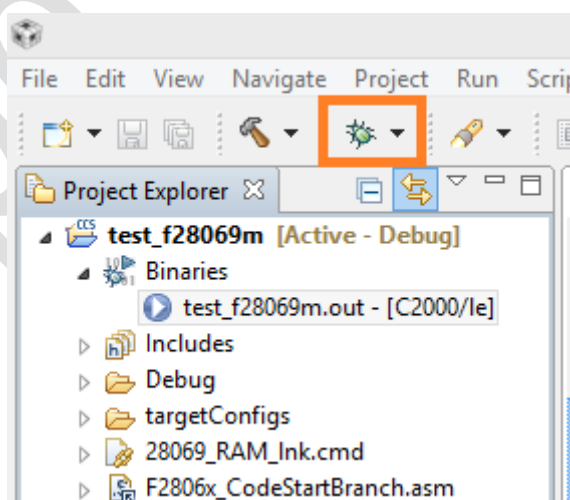 File Edit View Navigate Project Run
Project Explorer
CCS
test_f28069m [Active - Debug]
Binaries
test_f28069m.out - [C2000/le]
Includes
Debug
targetConfigs
28069_RAM_lnk.cmd
F2806x_CodeStartBranch.asm